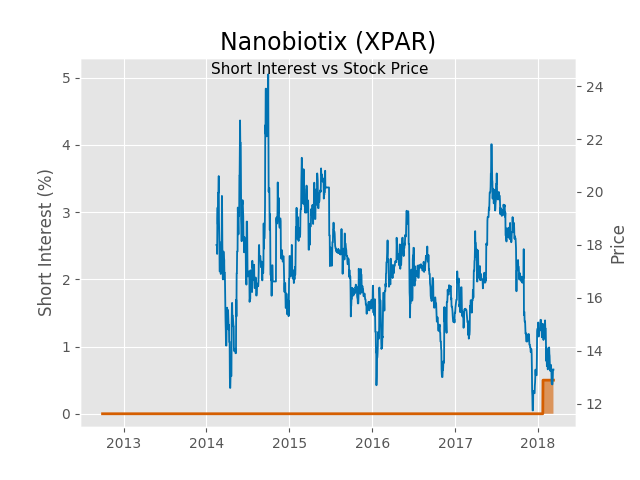 Nanobiotix (XPAR)
Short Interest vs Stock Price
Short Interest (%)
5
4
3
2
1
0
24
22
20
18
16
14
12
Price
2013 2014 2015 2016 2017 2018